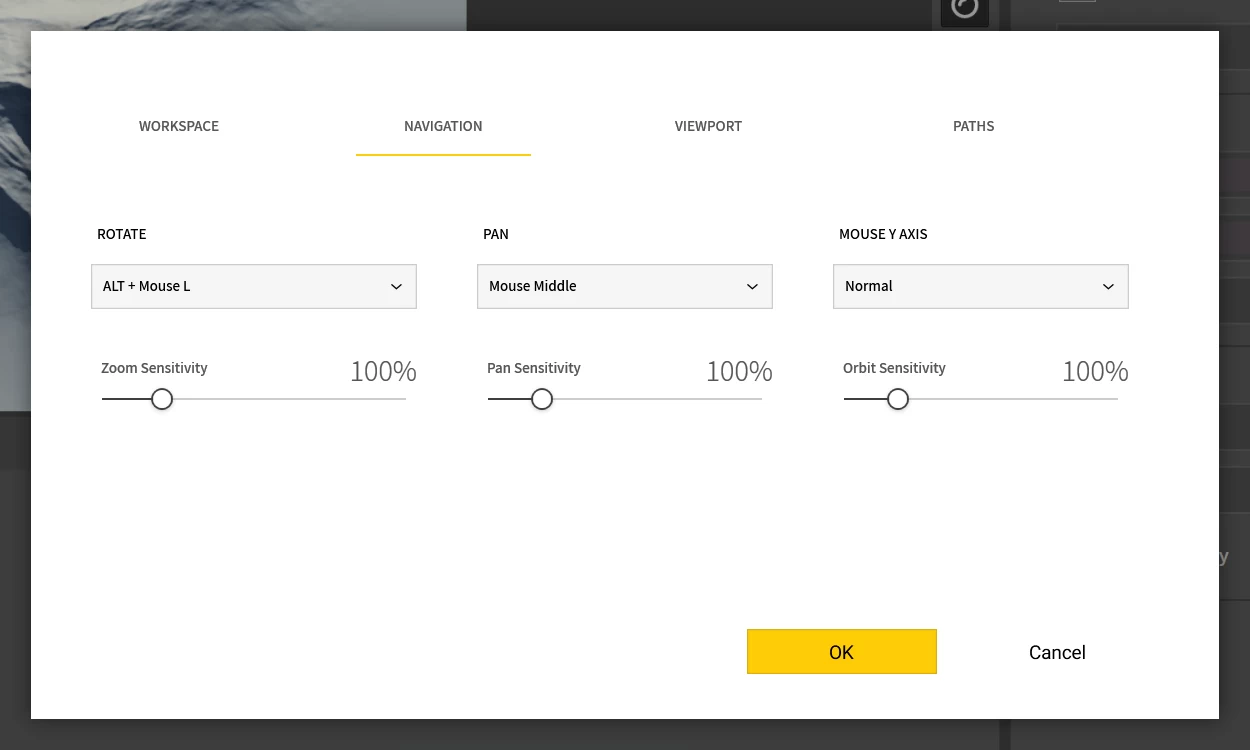 WORKSPACE NAVIGATION VIEWPORT PATHS
ROTATE PAN MOUSE Y AXIS
ALT + Mouse L Mouse Middle Normal
Zoom Sensitivity 100% Pan Sensitivity 100% Orbit Sensitivity 100%
y
OK Cancel